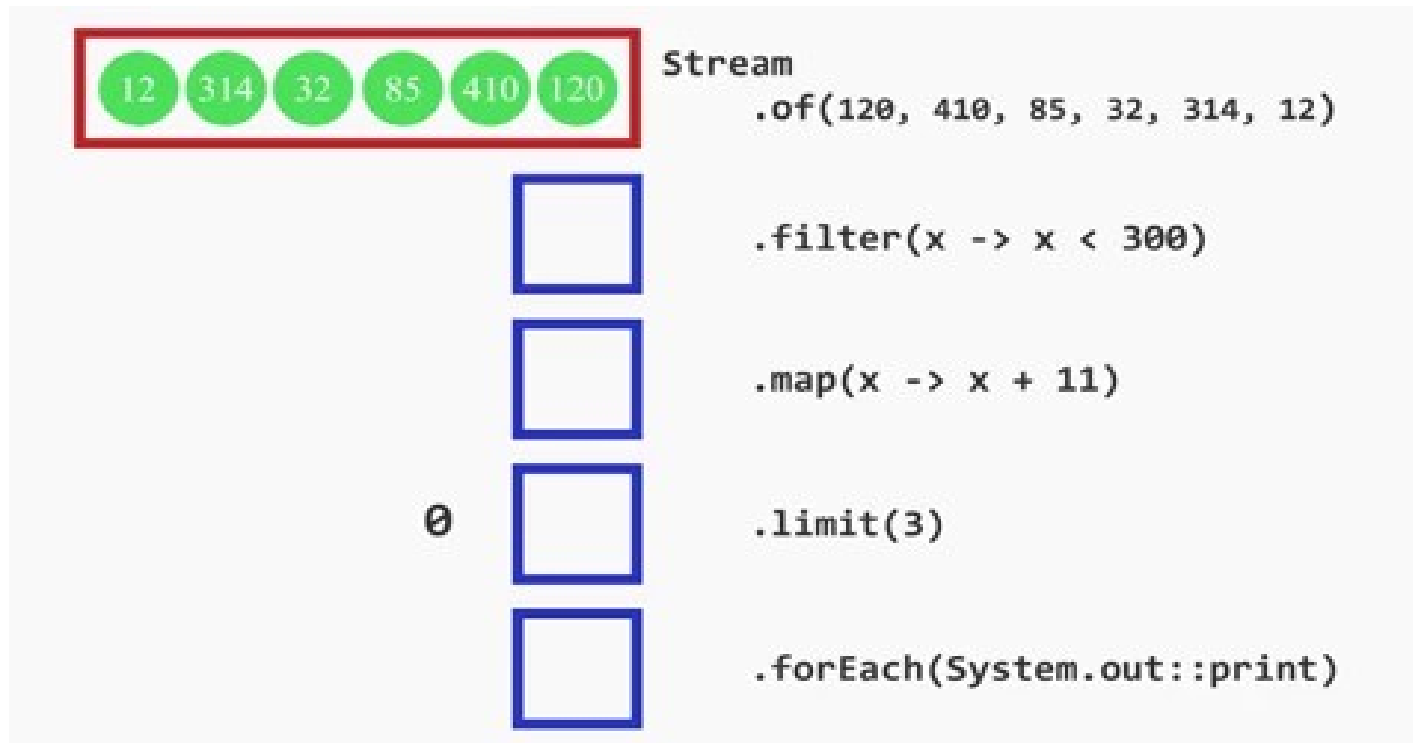 12 314 32 85 410 120
Stream
.of(120, 410, 85, 32, 314, 12)
.filter(x -> x < 300)
.map(x -> x + 11)
0
.limit(3)
.forEach(System.out::print)